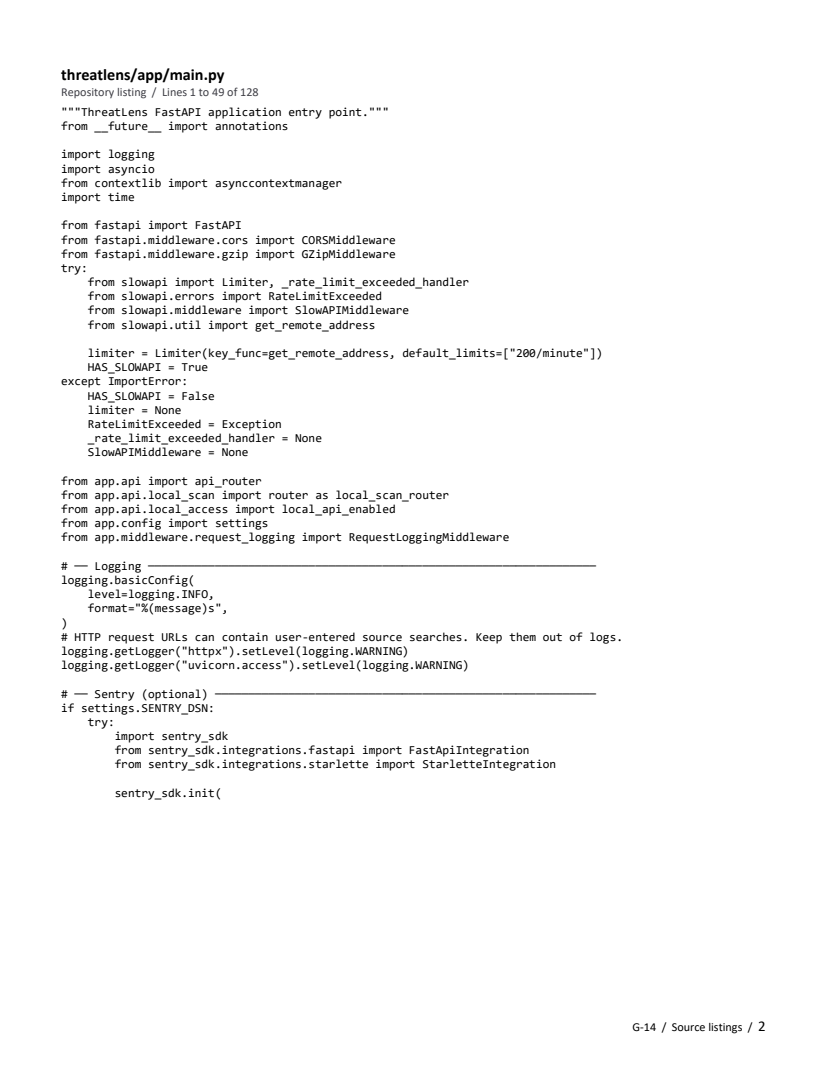 threatlens/app/main.py
Repository listing / Lines 1 to 49 of 128
"""ThreatLens FastAPI application entry point."""
from __future__ import annotations

import logging
import asyncio
from contextlib import asynccontextmanager
import time

from fastapi import FastAPI
from fastapi.middleware.cors import CORSMiddleware
from fastapi.middleware.gzip import GZipMiddleware
try:
    from slowapi import Limiter, _rate_limit_exceeded_handler
    from slowapi.errors import RateLimitExceeded
    from slowapi.middleware import SlowAPIMiddleware
    from slowapi.util import get_remote_address

    limiter = Limiter(key_func=get_remote_address, default_limits=["200/minute"])
    HAS_SLOWAPI = True
except ImportError:
    HAS_SLOWAPI = False
    limiter = None
    RateLimitExceeded = Exception
    _rate_limit_exceeded_handler = None
    SlowAPIMiddleware = None

from app.api import api_router
from app.api.local_scan import router as local_scan_router
from app.api.local_access import local_api_enabled
from app.config import settings
from app.middleware.request_logging import RequestLoggingMiddleware

# ── Logging ───────────────────────────────────────────────────────────────────
logging.basicConfig(
    level=logging.INFO,
    format="%(message)s",
)
# HTTP request URLs can contain user-entered source searches. Keep them out of logs.
logging.getLogger("httpx").setLevel(logging.WARNING)
logging.getLogger("uvicorn.access").setLevel(logging.WARNING)

# ── Sentry (optional) ─────────────────────────────────────────────────────────
if settings.SENTRY_DSN:
    try:
        import sentry_sdk
        from sentry_sdk.integrations.fastapi import FastApiIntegration
        from sentry_sdk.integrations.starlette import StarletteIntegration

        sentry_sdk.init(
G-14 / Source listings / 2